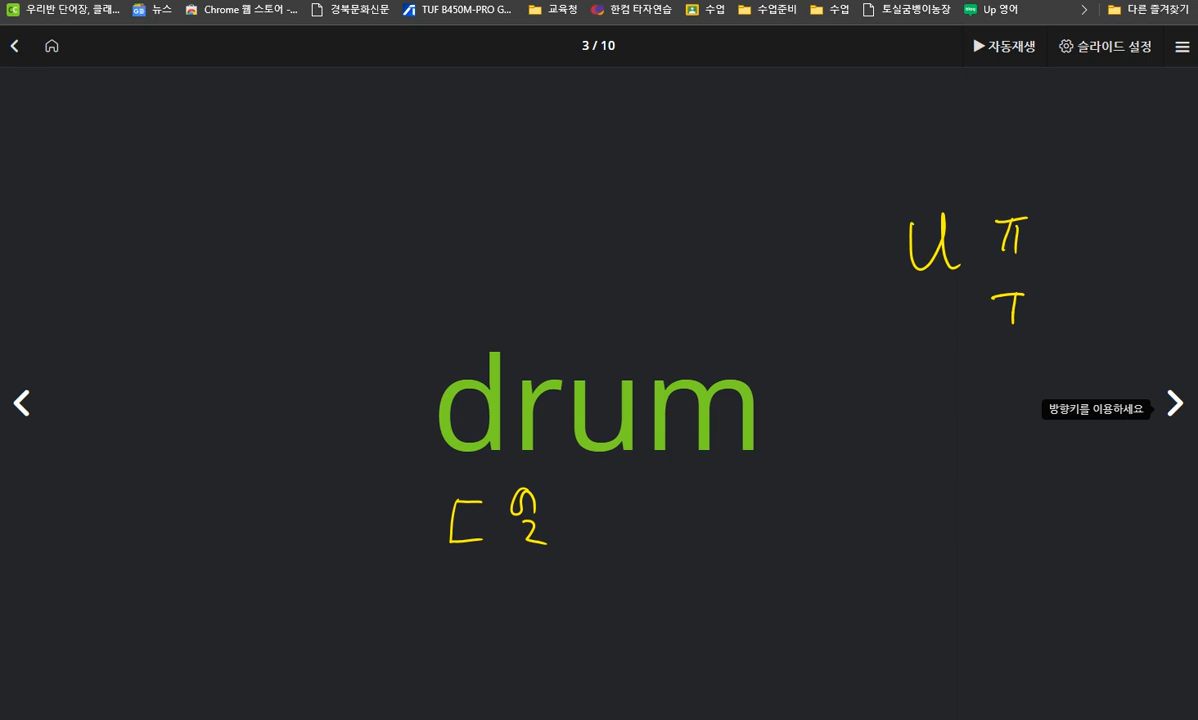 우리반 단어장, 클래... 뉴스 Chrome 웹 스토어 -... 경북문화신문 TUF B450M-PRO G... 교육청 한컴 타자연습 수업 수업준비 수업 토실굼벵이농장 Up 영어 다른 즐겨찾기
3 / 10 자동재생 슬라이드 설정
u ㅠ
ㅜ
drum
방향키를 이용하세요
ㄷ